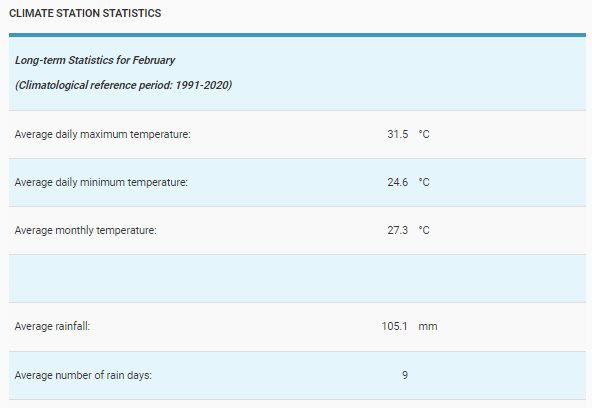 CLIMATE STATION STATISTICS
Long-term Statistics for February
(Climatological reference period: 1991-2020)
Average daily maximum temperature: 31.5 °C
Average daily minimum temperature: 24.6 °C
Average monthly temperature: 27.3 °C
Average rainfall: 105.1 mm
Average number of rain days: 9